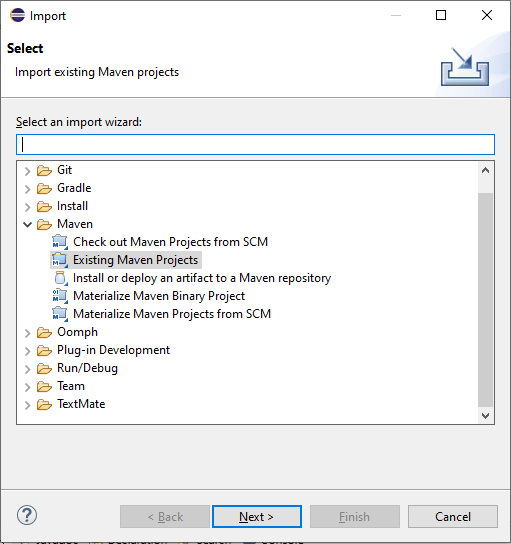 Import
Select
Import existing Maven projects
Select an import wizard:
Git
Gradle
Install
Maven
Check out Maven Projects from SCM
Existing Maven Projects
Install or deploy an artifact to a Maven repository
Materialize Maven Binary Project
Materialize Maven Projects from SCM
Oomph
Plug-in Development
Run/Debug
Team
TextMate
< Back Next > Finish Cancel